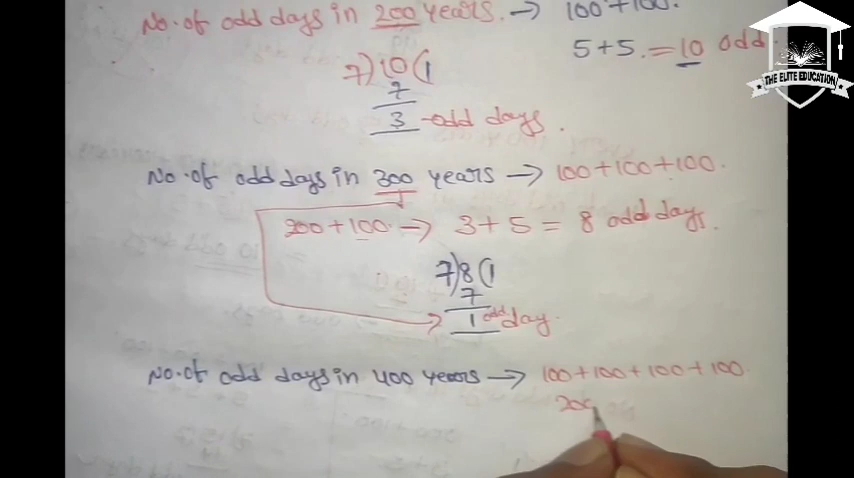 No. of odd days in 200 years. → 100 + 100.
5 + 5. = 10 odd
7)10(1
7
3 - odd days.
No. of odd days in 300 years → 100 + 100 + 100.
200 + 100. → 3 + 5 = 8 odd days.
7)8(1
7
1 odd day.
No. of odd days in 400 years → 100 + 100 + 100 + 100.
200
THE ELITE EDUCATION